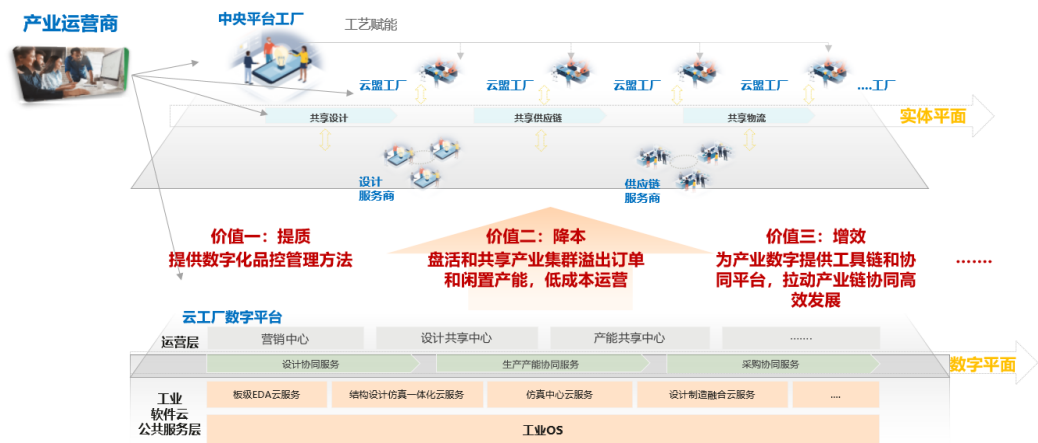 产业运营商
中央平台工厂
工艺赋能
云盟工厂
云盟工厂
云盟工厂
云盟工厂
....工厂
共享设计
共享供应链
共享物流
实体平面
设计
服务商
供应链
服务商
价值一：提质
提供数字化品控管理方法
价值二：降本
盘活和共享产业集群溢出订单
和闲置产能，低成本运营
价值三：增效
为产业数字提供工具链和协
同平台，拉动产业链协同高
效发展
.......
云工厂数字平台
运营层
营销中心
设计共享中心
产能共享中心
.......
设计协同服务
生产产能协同服务
采购协同服务
数字平面
工业
软件云
公共服务层
板级EDA云服务
结构设计仿真一体化云服务
仿真中心云服务
设计制造融合云服务
....
工业OS